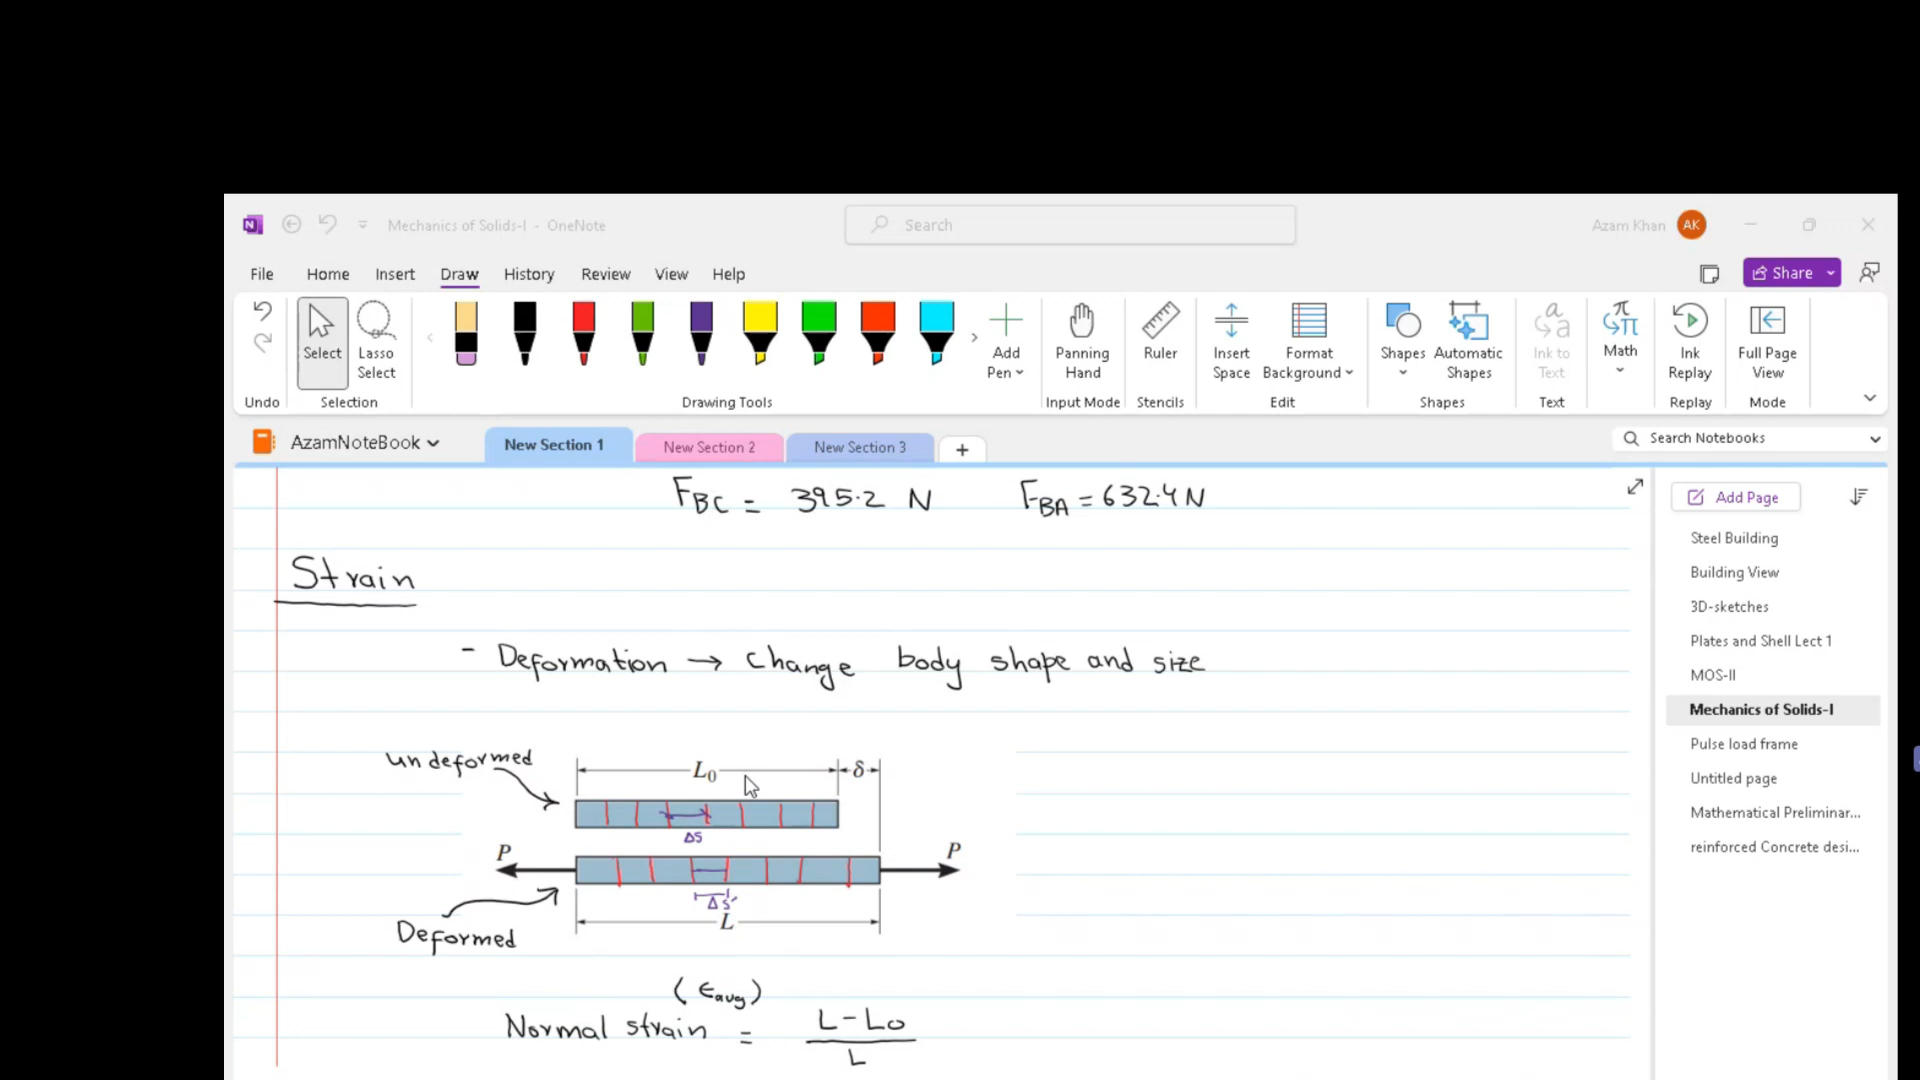 Mechanics of Solids-I - OneNote
Search
Azam Khan
AK
File Home Insert Draw History Review View Help
Share
Select
Lasso Select
Add Pen
Panning Hand
Ruler
Insert Space
Format Background
Shapes
Automatic Shapes
Ink to Text
Math
Ink Replay
Full Page View
Undo Selection Drawing Tools Input Mode Stencils Edit Shapes Text Replay Mode
AzamNoteBook
New Section 1
New Section 2
New Section 3
+
Search Notebooks
F_BC = 395.2 N F_BA = 632.4 N
Strain
- Deformation → change body shape and size
undeformed
L0 δ
Δs
P P
Δs'
L
Deformed
(ϵavg)
Normal strain = L - Lo
L
Add Page
Steel Building
Building View
3D-sketches
Plates and Shell Lect 1
MOS-II
Mechanics of Solids-I
Pulse load frame
Untitled page
Mathematical Preliminar...
reinforced Concrete desi...